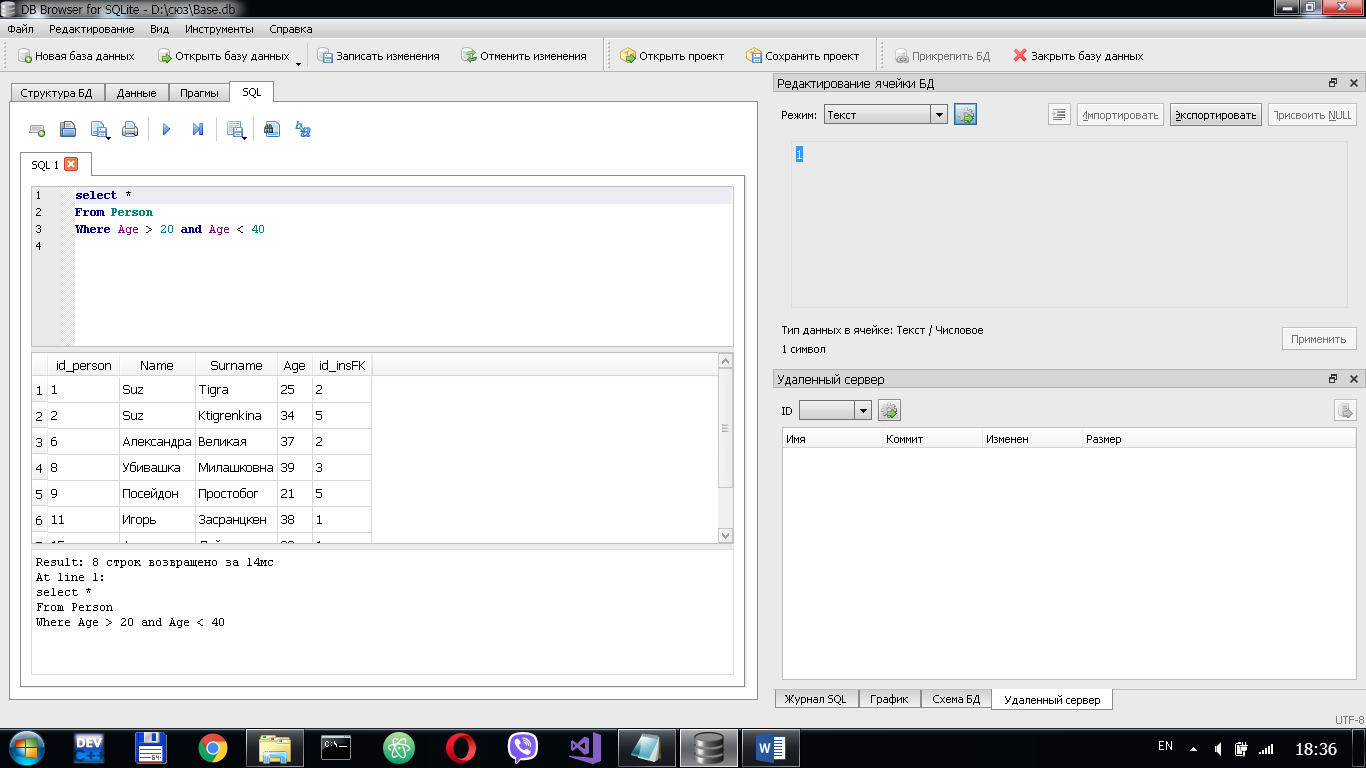 DB Browser for SQLite - D:\сюз\Base.db
Файл Редактирование Вид Инструменты Справка
Новая база данных Открыть базу данных Записать изменения Отменить изменения Открыть проект Сохранить проект Прикрепить БД Закрыть базу данных
Структура БД Данные Прагмы SQL
SQL 1
1 select *
2 From Person
3 Where Age > 20 and Age < 40
4
id_person Name Surname Age id_insFK
1 1 Suz Tigra 25 2
2 2 Suz Ktigrenkina 34 5
3 6 Александра Великая 37 2
4 8 Убивашка Милашковна 39 3
5 9 Посейдон Простобог 21 5
6 11 Игорь Засранцкен 38 1
Result: 8 строк возвращено за 14мс
At line 1:
select *
From Person
Where Age > 20 and Age < 40
Редактирование ячейки БД
Режим: Текст Импортировать Экспортировать Присвоить NULL
1
Тип данных в ячейке: Текст / Числовое
1 символ
Применить
Удаленный сервер
ID
Имя Коммит Изменен Размер
Журнал SQL График Схема БД Удаленный сервер
UTF-8
DEV C++ 64 C:\ W EN 18:36